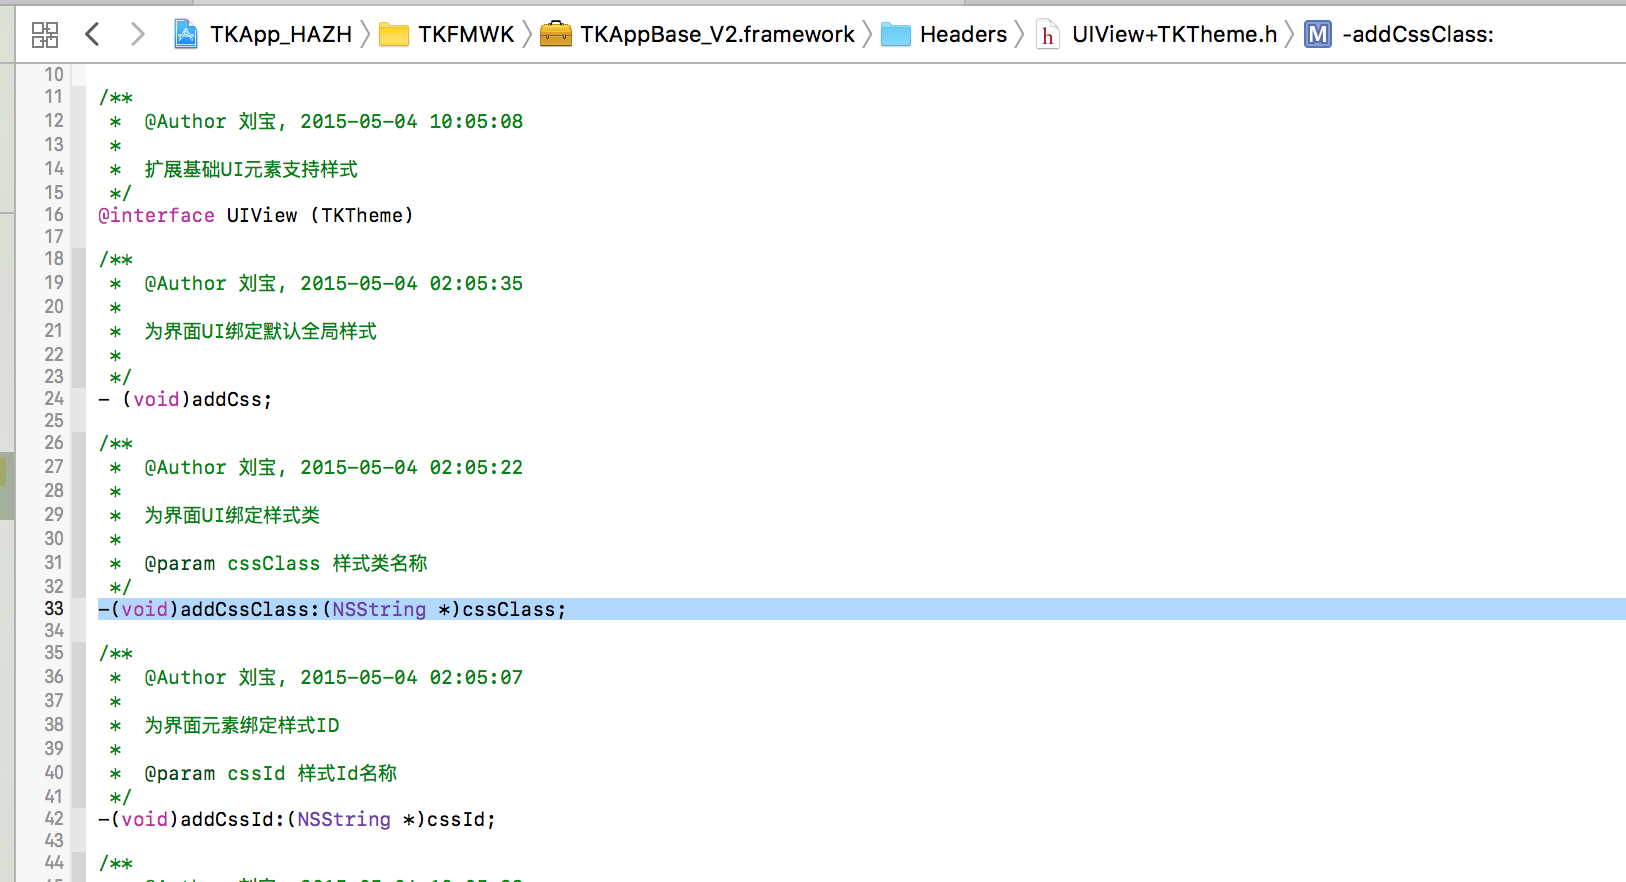 TKApp_HAZH TKFMWK TKAppBase_V2.framework Headers h UIView+TKTheme.h M -addCssClass:
10
11 /**
12  *  @Author 刘宝, 2015-05-04 10:05:08
13  *
14  *  扩展基础UI元素支持样式
15  */
16 @interface UIView (TKTheme)
17
18 /**
19  *  @Author 刘宝, 2015-05-04 02:05:35
20  *
21  *  为界面UI绑定默认全局样式
22  *
23  */
24 - (void)addCss;
25
26 /**
27  *  @Author 刘宝, 2015-05-04 02:05:22
28  *
29  *  为界面UI绑定样式类
30  *
31  *  @param cssClass 样式类名称
32  */
33 -(void)addCssClass:(NSString *)cssClass;
34
35 /**
36  *  @Author 刘宝, 2015-05-04 02:05:07
37  *
38  *  为界面元素绑定样式ID
39  *
40  *  @param cssId 样式Id名称
41  */
42 -(void)addCssId:(NSString *)cssId;
43
44 /**